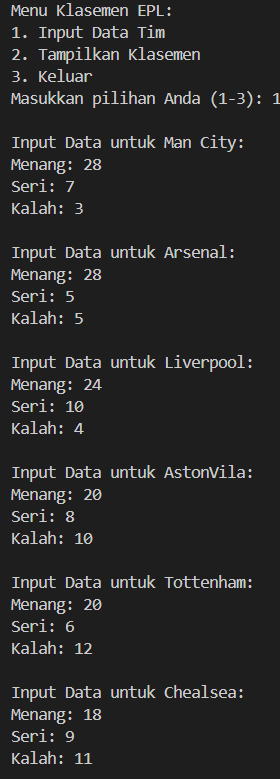 Menu Klasemen EPL:
1. Input Data Tim
2. Tampilkan Klasemen
3. Keluar
Masukkan pilihan Anda (1-3): 1
Input Data untuk Man City:
Menang: 28
Seri: 7
Kalah: 3
Input Data untuk Arsenal:
Menang: 28
Seri: 5
Kalah: 5
Input Data untuk Liverpool:
Menang: 24
Seri: 10
Kalah: 4
Input Data untuk AstonVila:
Menang: 20
Seri: 8
Kalah: 10
Input Data untuk Tottenham:
Menang: 20
Seri: 6
Kalah: 12
Input Data untuk Chealsea:
Menang: 18
Seri: 9
Kalah: 11